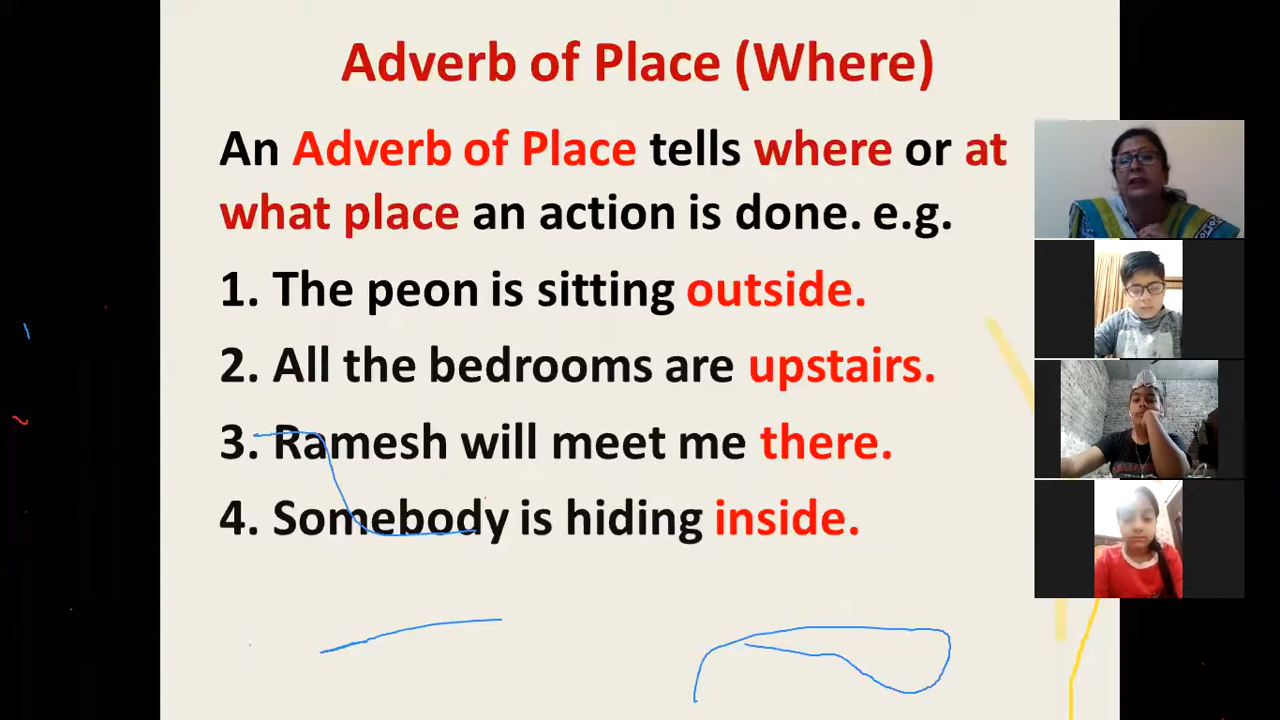 Adverb of Place (Where)
An Adverb of Place tells where or at
what place an action is done. e.g.
1. The peon is sitting outside.
2. All the bedrooms are upstairs.
3. Ramesh will meet me there.
4. Somebody is hiding inside.